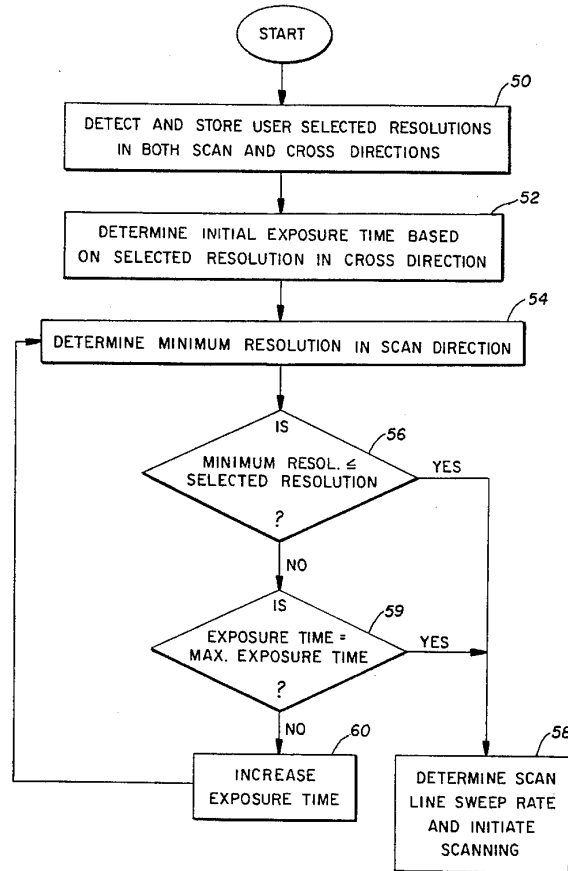 START
50
DETECT AND STORE USER SELECTED RESOLUTIONS
IN BOTH SCAN AND CROSS DIRECTIONS
52
DETERMINE INITIAL EXPOSURE TIME BASED
ON SELECTED RESOLUTION IN CROSS DIRECTION
54
DETERMINE MINIMUM RESOLUTION IN SCAN DIRECTION
IS
56
MINIMUM RESOL. ≤
SELECTED RESOLUTION
?
YES
NO
IS
59
EXPOSURE TIME =
MAX. EXPOSURE TIME
?
YES
NO
60
INCREASE
EXPOSURE TIME
58
DETERMINE SCAN
LINE SWEEP RATE
AND INITIATE
SCANNING